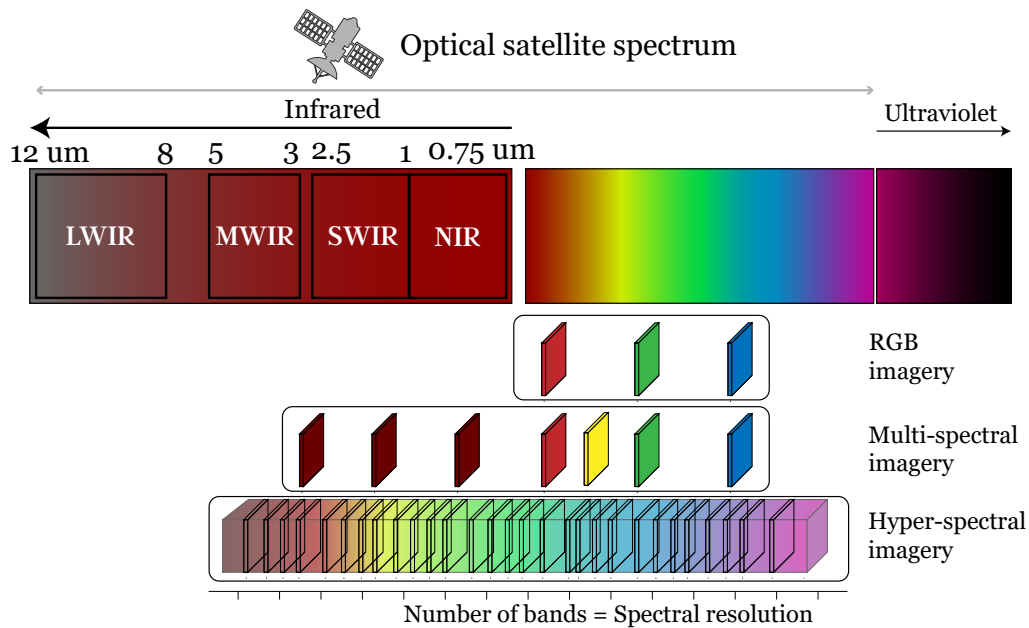 Optical satellite spectrum
Infrared
Ultraviolet
12 um 8 5 3 2.5 1 0.75 um
LWIR MWIR SWIR NIR
RGB
imagery
Multi-spectral
imagery
Hyper-spectral
imagery
Number of bands = Spectral resolution